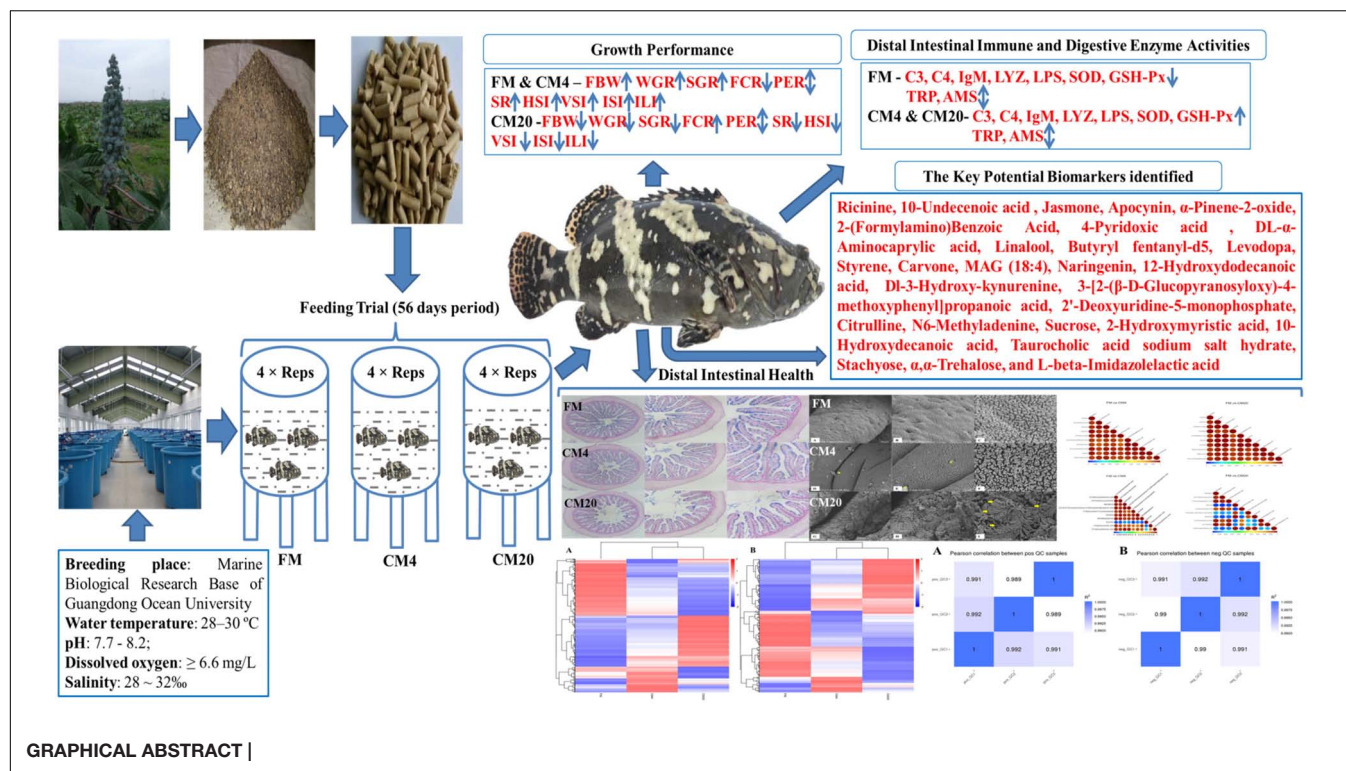 Growth Performance
FM & CM4 – FBW↑ WGR↑SGR↑FCR↓PER↕
SR↑HSI↑VSI↑ISI↑ILI↑
CM20 -FBW↓WGR↓ SGR↓FCR↑ PER↕ SR↓HSI↓
VSI↓ISI↓ILI↓
Distal Intestinal Immune and Digestive Enzyme Activities
FM - C3, C4, IgM, LYZ, LPS, SOD, GSH-Px↓
TRP, AMS↕
CM4 & CM20- C3, C4, IgM, LYZ, LPS, SOD, GSH-Px↑
TRP, AMS↕
The Key Potential Biomarkers identified
Ricinine, 10-Undecenoic acid , Jasmone, Apocynin, α-Pinene-2-oxide,
2-(Formylamino)Benzoic Acid, 4-Pyridoxic acid , DL-α-
Aminocaprylic acid, Linalool, Butyryl fentanyl-d5, Levodopa,
Styrene, Carvone, MAG (18:4), Naringenin, 12-Hydroxydodecanoic
acid, Dl-3-Hydroxy-kynurenine, 3-[2-(β-D-Glucopyranosyloxy)-4-
methoxyphenyl]propanoic acid, 2'-Deoxyuridine-5-monophosphate,
Citrulline, N6-Methyladenine, Sucrose, 2-Hydroxymyristic acid, 10-
Hydroxydecanoic acid, Taurocholic acid sodium salt hydrate,
Stachyose, α,α-Trehalose, and L-beta-Imidazolelactic acid
Feeding Trial (56 days period)
4 × Reps
4 × Reps
4 × Reps
FM
CM4
CM20
Breeding place: Marine
Biological Research Base of
Guangdong Ocean University
Water temperature: 28–30 ºC
pH: 7.7 - 8.2;
Dissolved oxygen: ≥ 6.6 mg/L
Salinity: 28 ~ 32‰
Distal Intestinal Health
FM
CM4
CM20
FM
CM4
CM20
A
B
A
Pearson correlation between pos QC samples
0.991
0.989
1
0.992
1
0.989
1
0.992
0.991
R²
B
Pearson correlation between neg QC samples
0.991
0.992
1
0.99
1
0.992
1
0.99
0.991
R²
GRAPHICAL ABSTRACT |